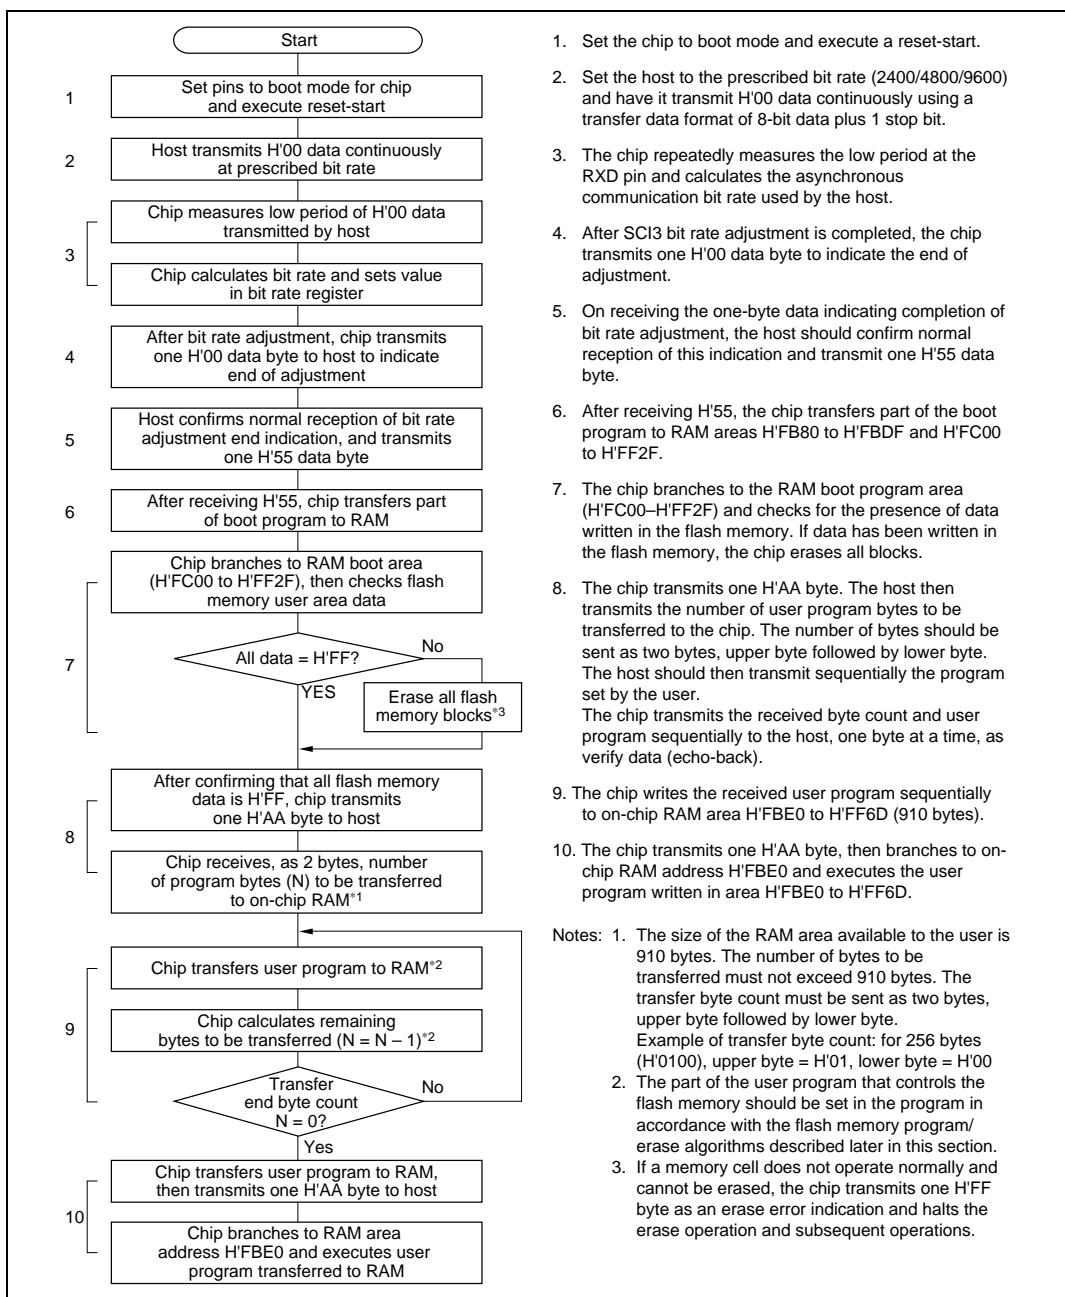 Start
1
Set pins to boot mode for chip
and execute reset-start
2
Host transmits H'00 data continuously
at prescribed bit rate
3
Chip measures low period of H'00 data
transmitted by host
Chip calculates bit rate and sets value
in bit rate register
4
After bit rate adjustment, chip transmits
one H'00 data byte to host to indicate
end of adjustment
5
Host confirms normal reception of bit rate
adjustment end indication, and transmits
one H'55 data byte
6
After receiving H'55, chip transfers part
of boot program to RAM
7
Chip branches to RAM boot area
(H'FC00 to H'FF2F), then checks flash
memory user area data
All data = H'FF?
No
YES
Erase all flash
memory blocks*3
8
After confirming that all flash memory
data is H'FF, chip transmits
one H'AA byte to host
Chip receives, as 2 bytes, number
of program bytes (N) to be transferred
to on-chip RAM*1
9
Chip transfers user program to RAM*2
Chip calculates remaining
bytes to be transferred (N = N – 1)*2
Transfer
end byte count
N = 0?
No
Yes
10
Chip transfers user program to RAM,
then transmits one H'AA byte to host
Chip branches to RAM area
address H'FBE0 and executes user
program transferred to RAM
1. Set the chip to boot mode and execute a reset-start.
2. Set the host to the prescribed bit rate (2400/4800/9600)
and have it transmit H'00 data continuously using a
transfer data format of 8-bit data plus 1 stop bit.
3. The chip repeatedly measures the low period at the
RXD pin and calculates the asynchronous
communication bit rate used by the host.
4. After SCI3 bit rate adjustment is completed, the chip
transmits one H'00 data byte to indicate the end of
adjustment.
5. On receiving the one-byte data indicating completion of
bit rate adjustment, the host should confirm normal
reception of this indication and transmit one H'55 data
byte.
6. After receiving H'55, the chip transfers part of the boot
program to RAM areas H'FB80 to H'FBDF and H'FC00
to H'FF2F.
7. The chip branches to the RAM boot program area
(H'FC00–H'FF2F) and checks for the presence of data
written in the flash memory. If data has been written in
the flash memory, the chip erases all blocks.
8. The chip transmits one H'AA byte. The host then
transmits the number of user program bytes to be
transferred to the chip. The number of bytes should be
sent as two bytes, upper byte followed by lower byte.
The host should then transmit sequentially the program
set by the user.
The chip transmits the received byte count and user
program sequentially to the host, one byte at a time, as
verify data (echo-back).
9. The chip writes the received user program sequentially
to on-chip RAM area H'FBE0 to H'FF6D (910 bytes).
10. The chip transmits one H'AA byte, then branches to on-
chip RAM address H'FBE0 and executes the user
program written in area H'FBE0 to H'FF6D.
Notes: 1. The size of the RAM area available to the user is
910 bytes. The number of bytes to be
transferred must not exceed 910 bytes. The
transfer byte count must be sent as two bytes,
upper byte followed by lower byte.
Example of transfer byte count: for 256 bytes
(H'0100), upper byte = H'01, lower byte = H'00
2. The part of the user program that controls the
flash memory should be set in the program in
accordance with the flash memory program/
erase algorithms described later in this section.
3. If a memory cell does not operate normally and
cannot be erased, the chip transmits one H'FF
byte as an erase error indication and halts the
erase operation and subsequent operations.